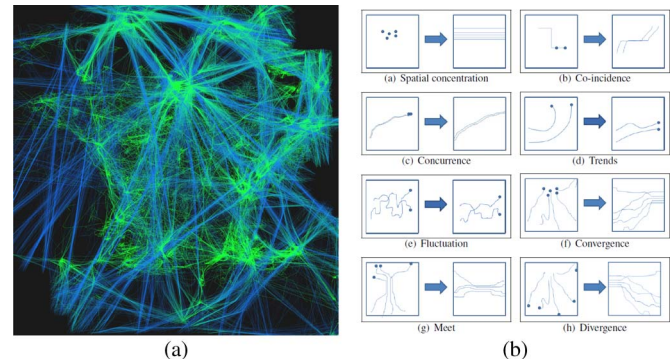 (a) Spatial concentration
(b) Co-incidence
(c) Concurrence
(d) Trends
(e) Fluctuation
(f) Convergence
(g) Meet
(h) Divergence
(a)
(b)